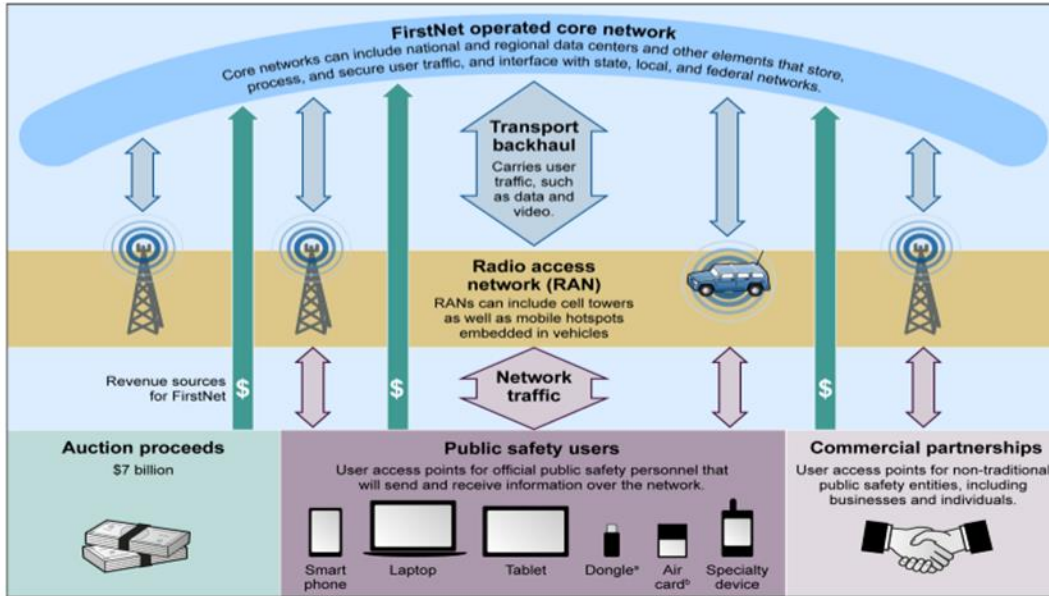 FirstNet operated core network
Core networks can include national and regional data centers and other elements that store,
process, and secure user traffic, and interface with state, local, and federal networks.
Transport
backhaul
Carries user
traffic, such
as data and
video.
Radio access
network (RAN)
RANs can include cell towers
as well as mobile hotspots
embedded in vehicles
Revenue sources
for FirstNet
$
$
$
Network
traffic
Auction proceeds
$7 billion
Public safety users
User access points for official public safety personnel that
will send and receive information over the network.
Smart
phone
Laptop
Tablet
Dongleᵃ
Air
cardᵇ
Specialty
device
Commercial partnerships
User access points for non-traditional
public safety entities, including
businesses and individuals.